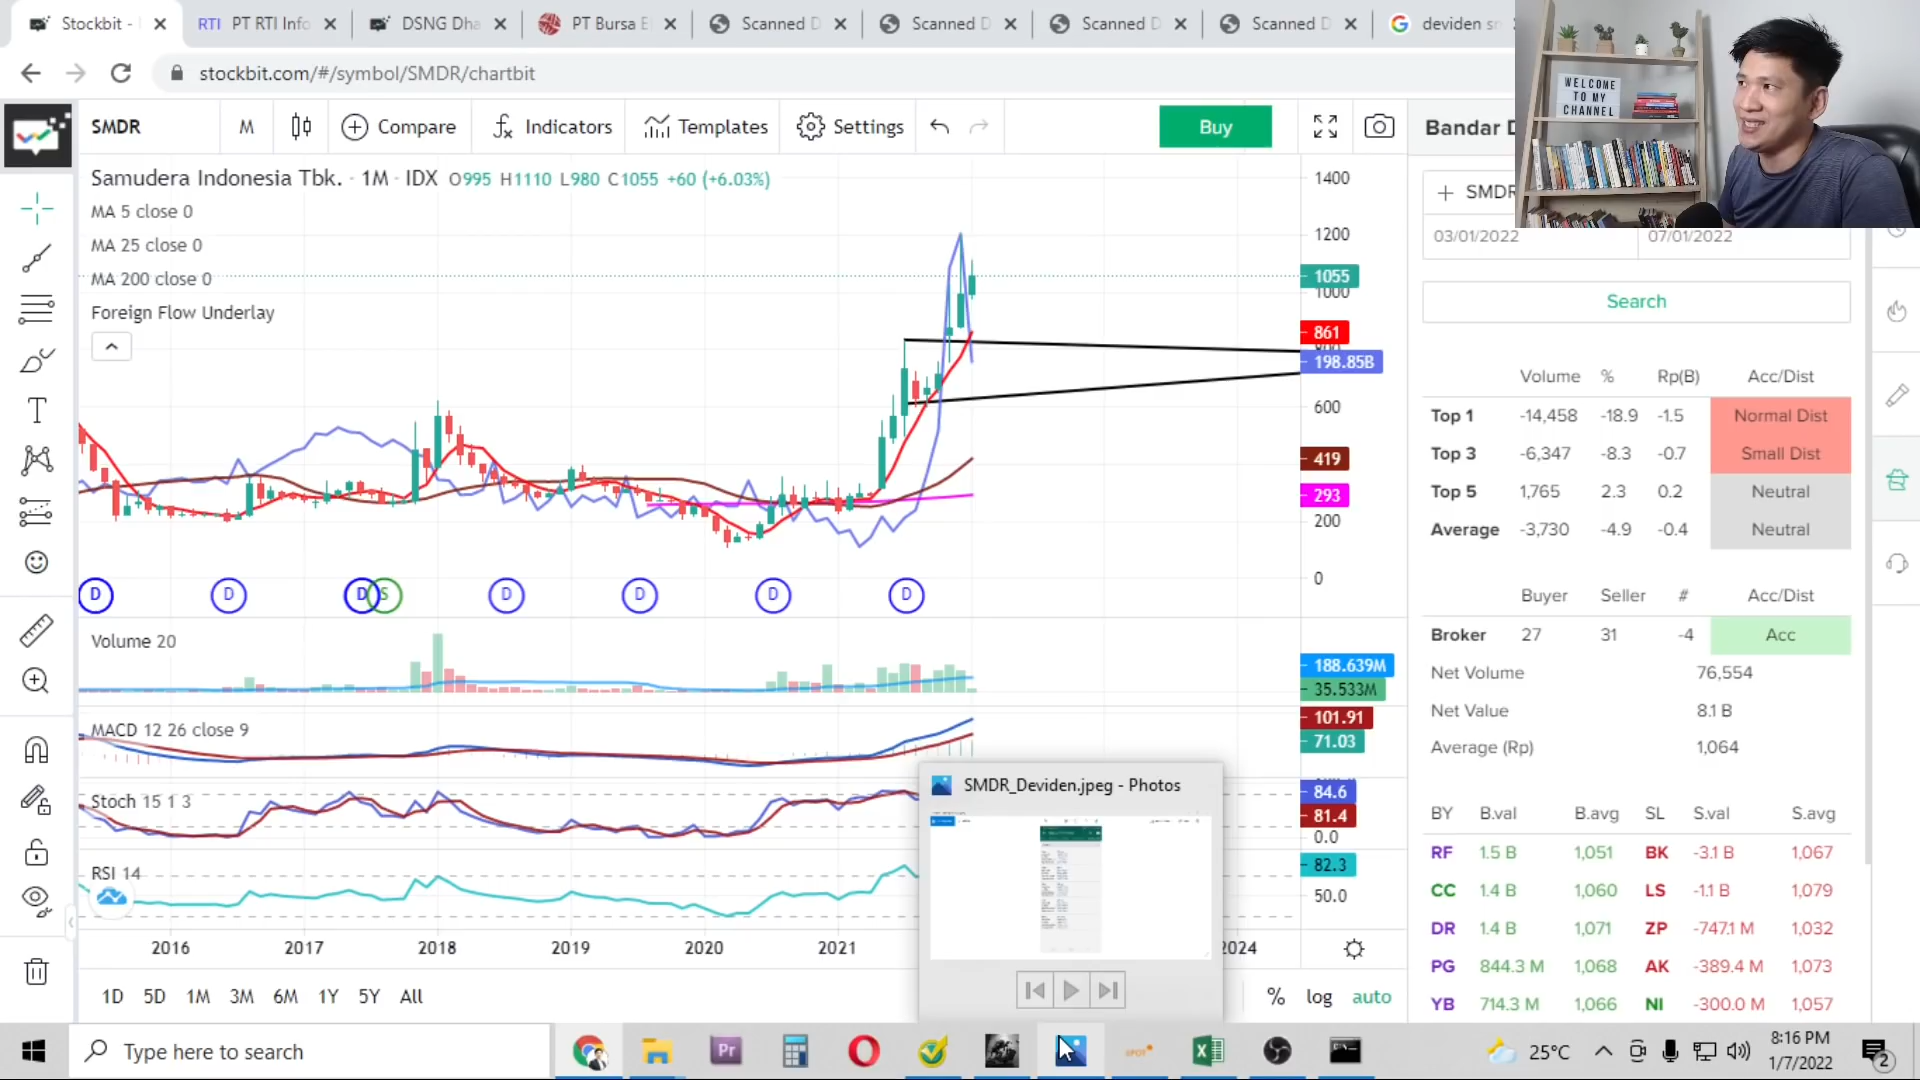 Stockbit -
RTI PT RTI Info
DSNG Dha
PT Bursa E
Scanned D
Scanned D
Scanned D
Scanned D
deviden sm
stockbit.com/#/symbol/SMDR/chartbit
WELCOME
TO MY
CHANNEL
SMDR
M
Compare
Indicators
Templates
Settings
Buy
Bandar D
Samudera Indonesia Tbk. · 1M · IDX O995 H1110 L980 C1055 +60 (+6.03%)
MA 5 close 0
MA 25 close 0
MA 200 close 0
Foreign Flow Underlay
1400
1200
1055
1000
861
198.85B
600
419
293
200
0
D
D
D
S
D
D
D
D
Volume 20
188.639M
35.533M
MACD 12 26 close 9
101.91
71.03
Stoch 15 1 3
84.6
81.4
0.0
RSI 14
82.3
50.0
2016 2017 2018 2019 2020 2021 2024
1D 5D 1M 3M 6M 1Y 5Y All
% log auto
SMDR_Deviden.jpeg - Photos
+ SMDR
03/01/2022 07/01/2022
Search
Volume % Rp(B) Acc/Dist
Top 1 -14,458 -18.9 -1.5 Normal Dist
Top 3 -6,347 -8.3 -0.7 Small Dist
Top 5 1,765 2.3 0.2 Neutral
Average -3,730 -4.9 -0.4 Neutral
Buyer Seller # Acc/Dist
Broker 27 31 -4 Acc
Net Volume 76,554
Net Value 8.1 B
Average (Rp) 1,064
BY B.val B.avg SL S.val S.avg
RF 1.5 B 1,051 BK -3.1 B 1,067
CC 1.4 B 1,060 LS -1.1 B 1,079
DR 1.4 B 1,071 ZP -747.1 M 1,032
PG 844.3 M 1,068 AK -389.4 M 1,073
YB 714.3 M 1,066 NI -300.0 M 1,057
Type here to search
Pr
SPOT
25°C
8:16 PM
1/7/2022
2